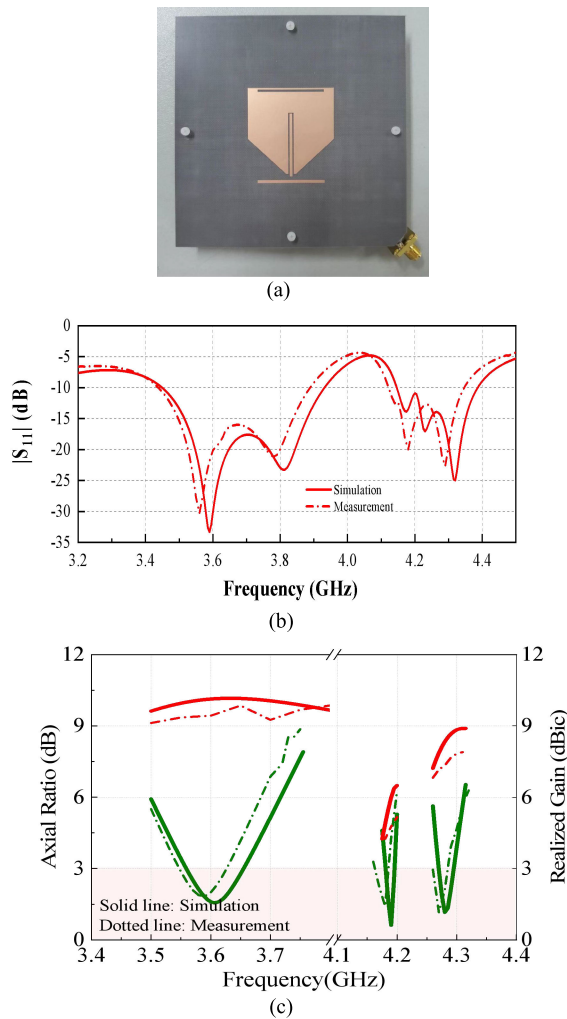 (a)
0
-5
-10
-15
-20
-25
-30
-35
|S11| (dB)
Simulation
Measurement
3.2 3.4 3.6 3.8 4.0 4.2 4.4
Frequency (GHz)
(b)
12
9
6
3
0
Axial Ratio (dB)
12
9
6
3
0
Realized Gain (dBic)
Solid line: Simulation
Dotted line: Measurement
3.4 3.5 3.6 3.7 3.8 4.1 4.2 4.3 4.4
Frequency(GHz)
(c)